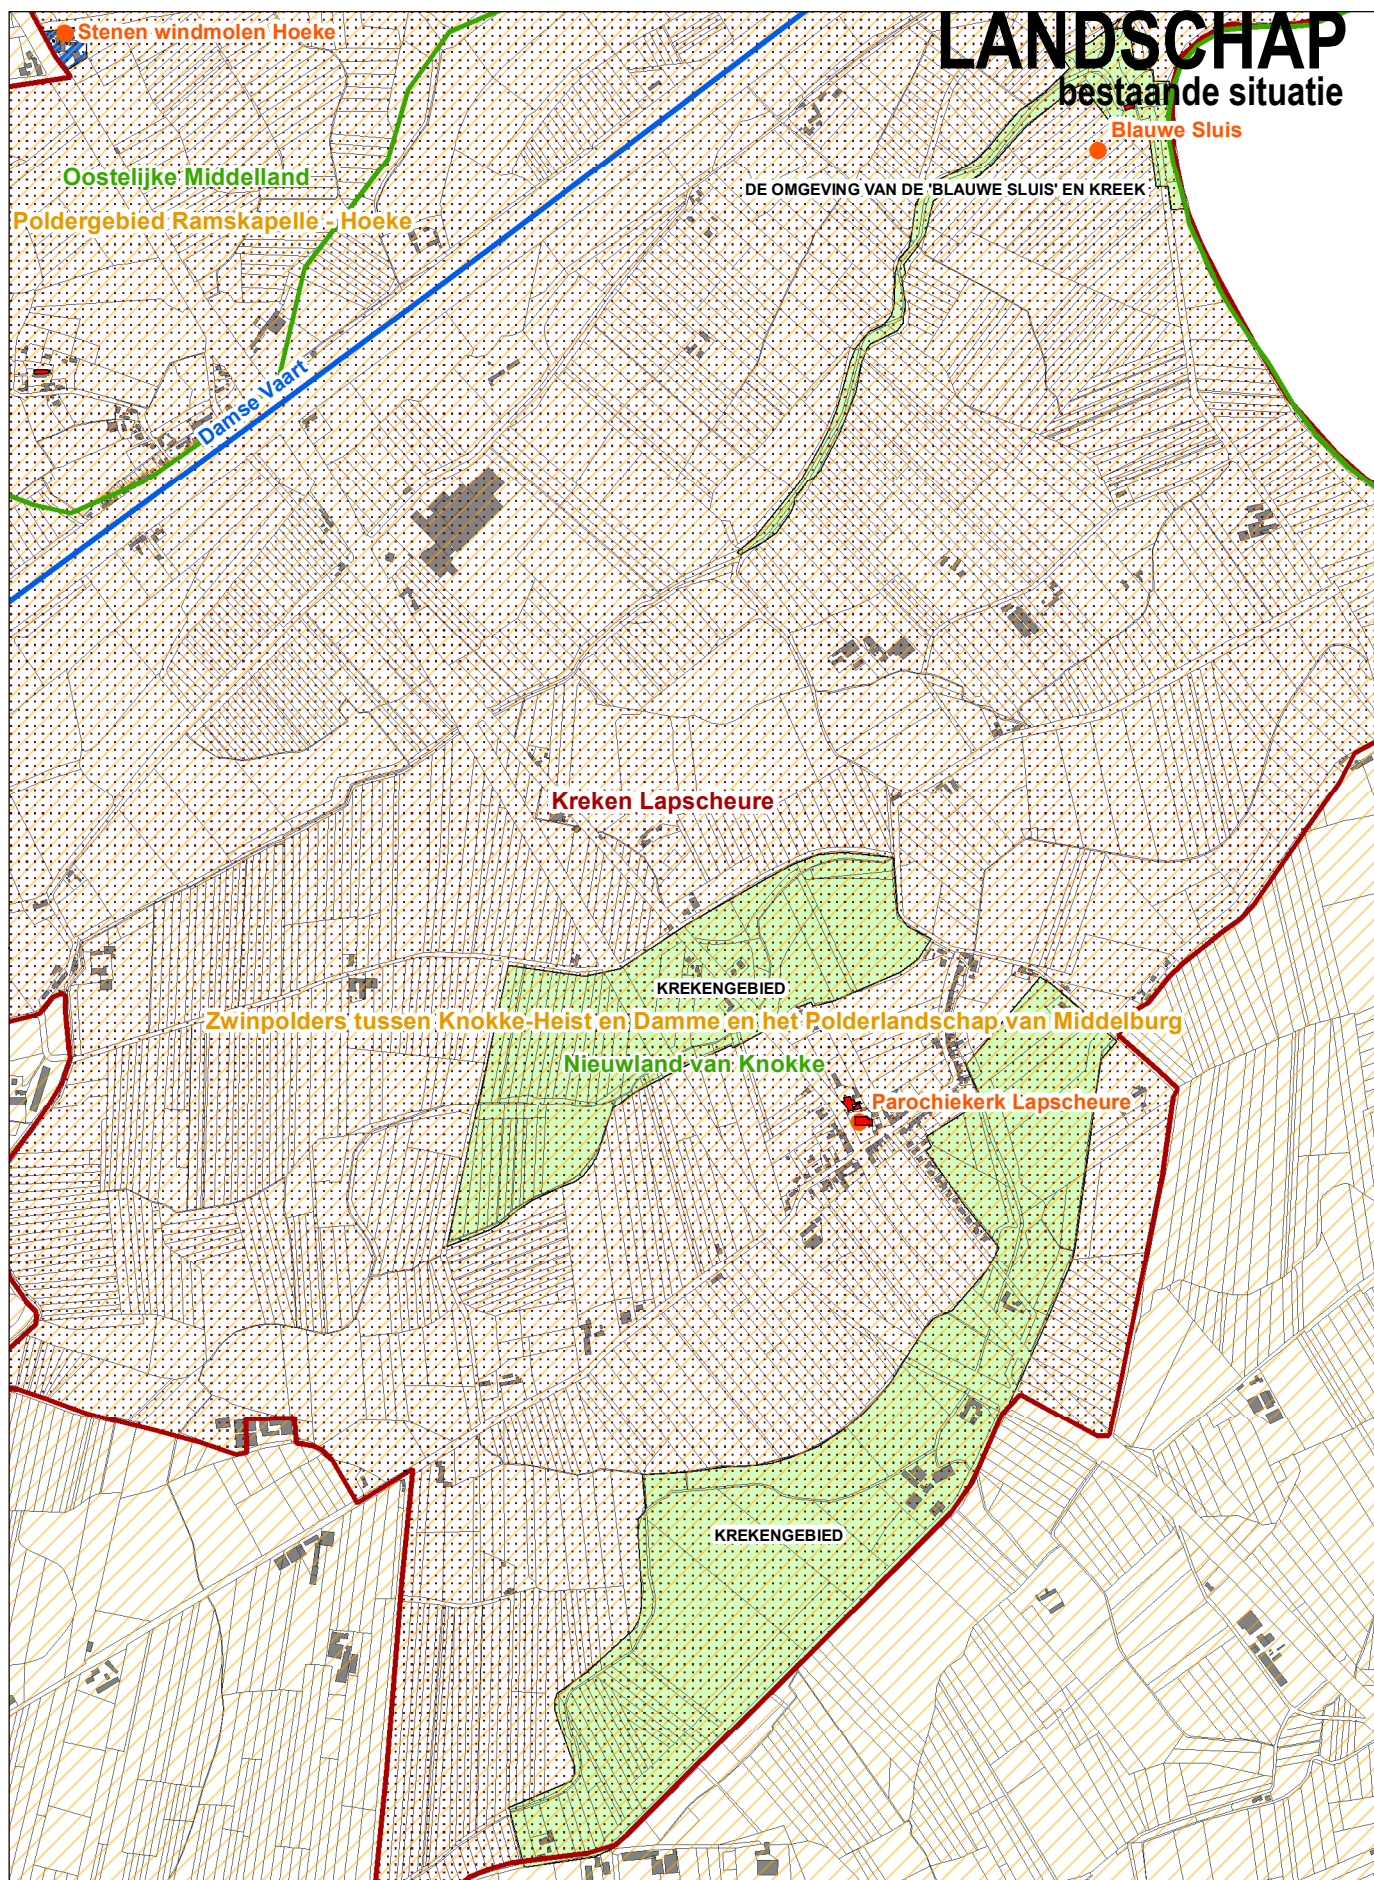 LANDSCHAP
bestaande situatie
Stenen windmolen Hoeke
Blauwe Sluis
Oostelijke Middelland
DE OMGEVING VAN DE 'BLAUWE SLUIS' EN KREEK
Poldergebied Ramskapelle - Hoeke
Damse Vaart
Kreken Lapscheure
KREKENGEBIED
Zwinpolders tussen Knokke-Heist en Damme en het Polderlandschap van Middelburg
Nieuwland van Knokke
Parochiekerk Lapscheure
KREKENGEBIED